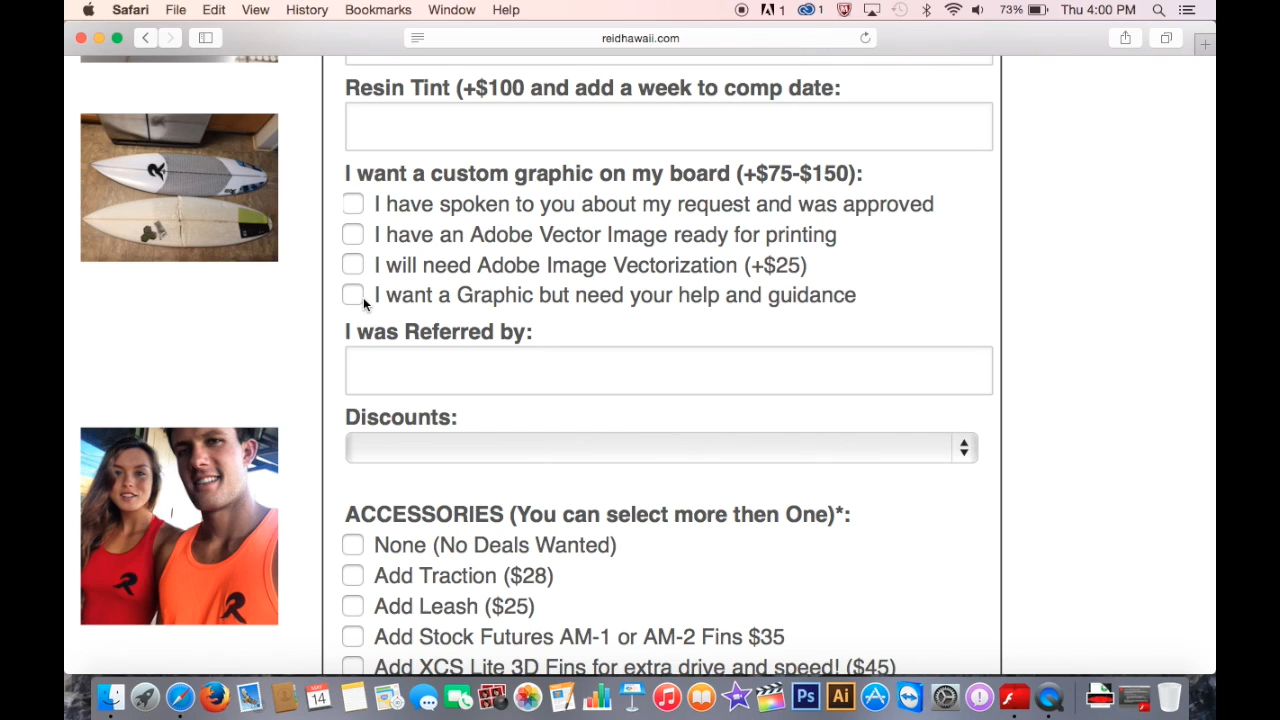 Safari File Edit View History Bookmarks Window Help 1 1 73% Thu 4:00 PM
reidhawaii.com
Resin Tint (+$100 and add a week to comp date:
I want a custom graphic on my board (+$75-$150):
I have spoken to you about my request and was approved
I have an Adobe Vector Image ready for printing
I will need Adobe Image Vectorization (+$25)
I want a Graphic but need your help and guidance
I was Referred by:
Discounts:
ACCESSORIES (You can select more then One)*:
None (No Deals Wanted)
Add Traction ($28)
Add Leash ($25)
Add Stock Futures AM-1 or AM-2 Fins $35
Add XCS Lite 3D Fins for extra drive and speed! ($45)
14
Ps Ai